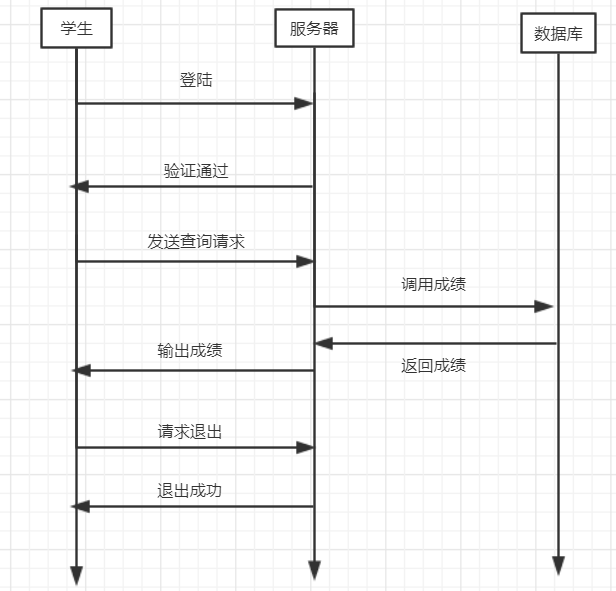 学生
服务器
数据库
登陆
验证通过
发送查询请求
调用成绩
输出成绩
返回成绩
请求退出
退出成功